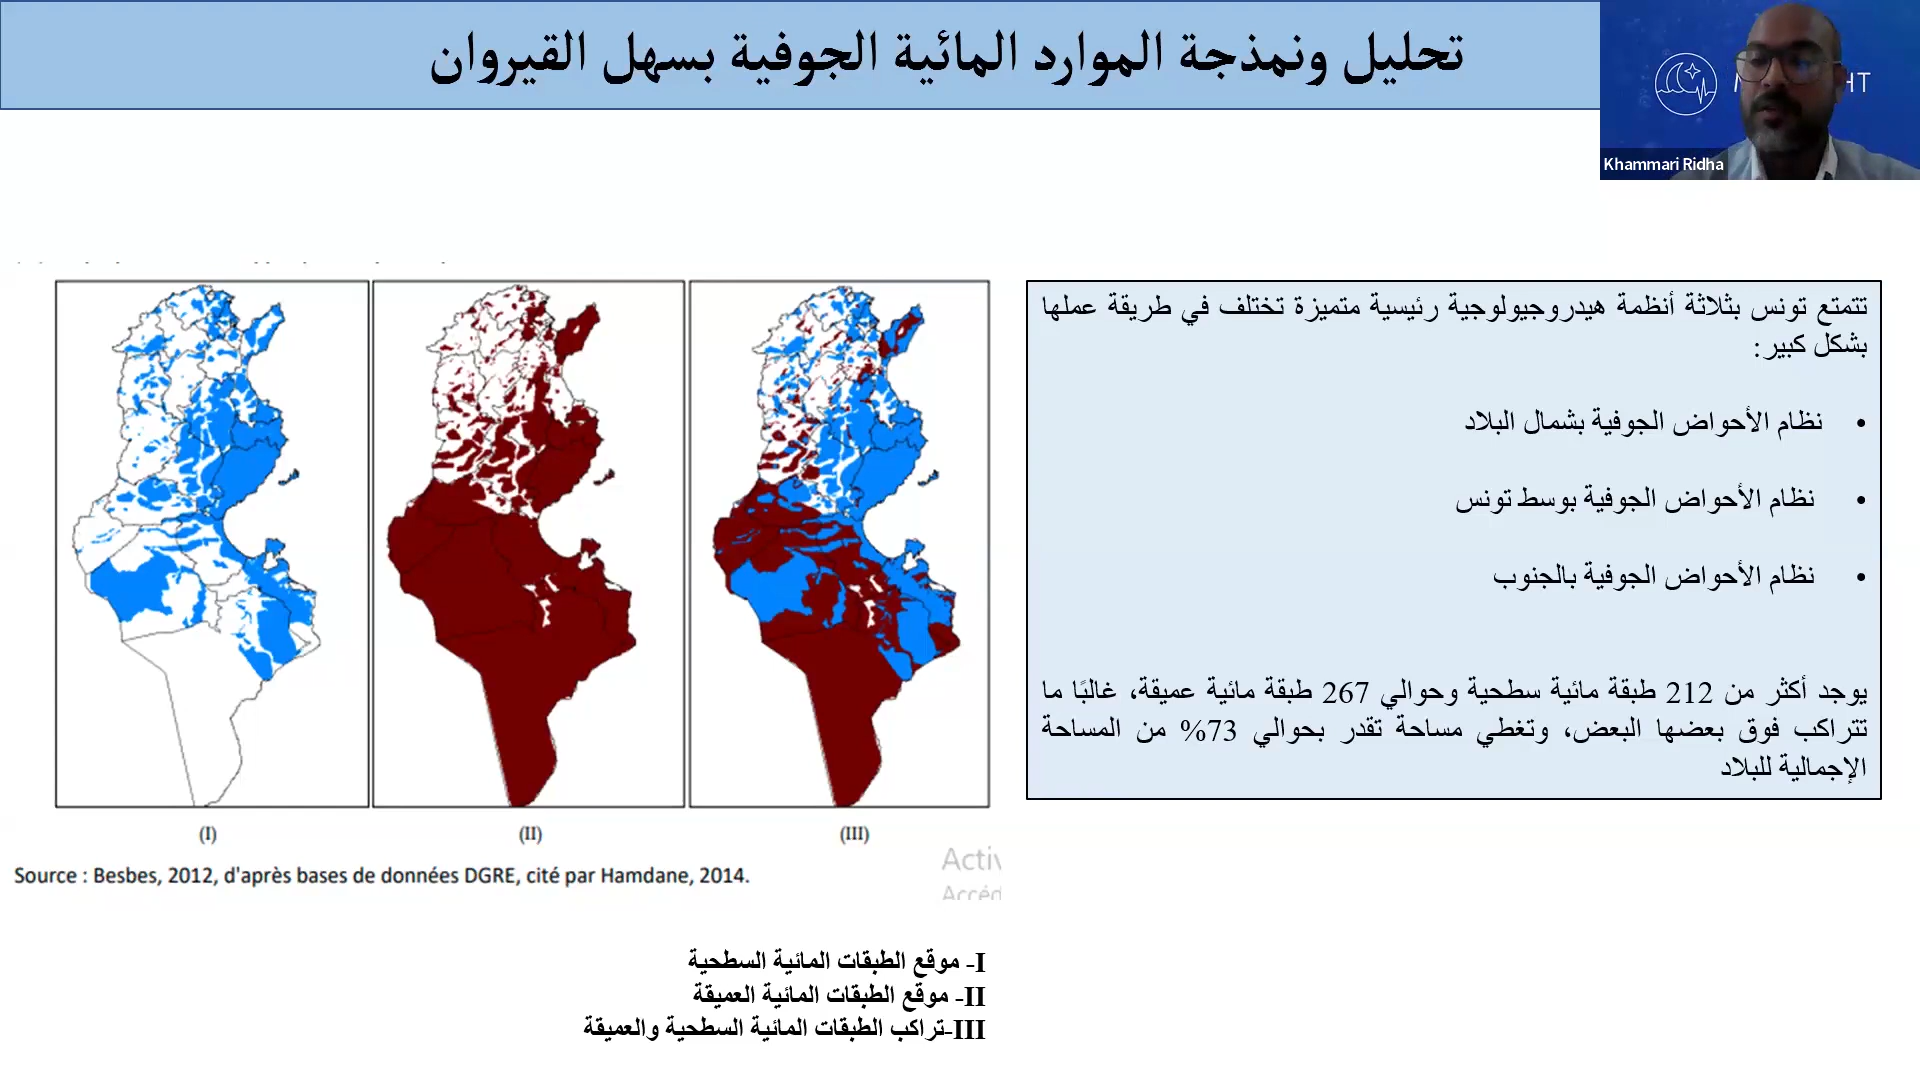 تحليل ونمذجة الموارد المائية الجوفية بسهل القيروان
Khammari Ridha
تتمتع تونس بثلاثة أنظمة هيدروجيولوجية رئيسية متميزة تختلف في طريقة عملها
بشكل كبير:
• نظام الأحواض الجوفية بشمال البلاد
• نظام الأحواض الجوفية بوسط تونس
• نظام الأحواض الجوفية بالجنوب
يوجد أكثر من 212 طبقة مائية سطحية وحوالي 267 طبقة مائية عميقة، غالبًا ما
تتراكب فوق بعضها البعض، وتغطي مساحة تقدر بحوالي 73% من المساحة
الإجمالية للبلاد
(I)
(II)
(III)
Source : Besbes, 2012, d'après bases de données DGRE, cité par Hamdane, 2014.
I- موقع الطبقات المائية السطحية
II- موقع الطبقات المائية العميقة
III-تراكب الطبقات المائية السطحية والعميقة